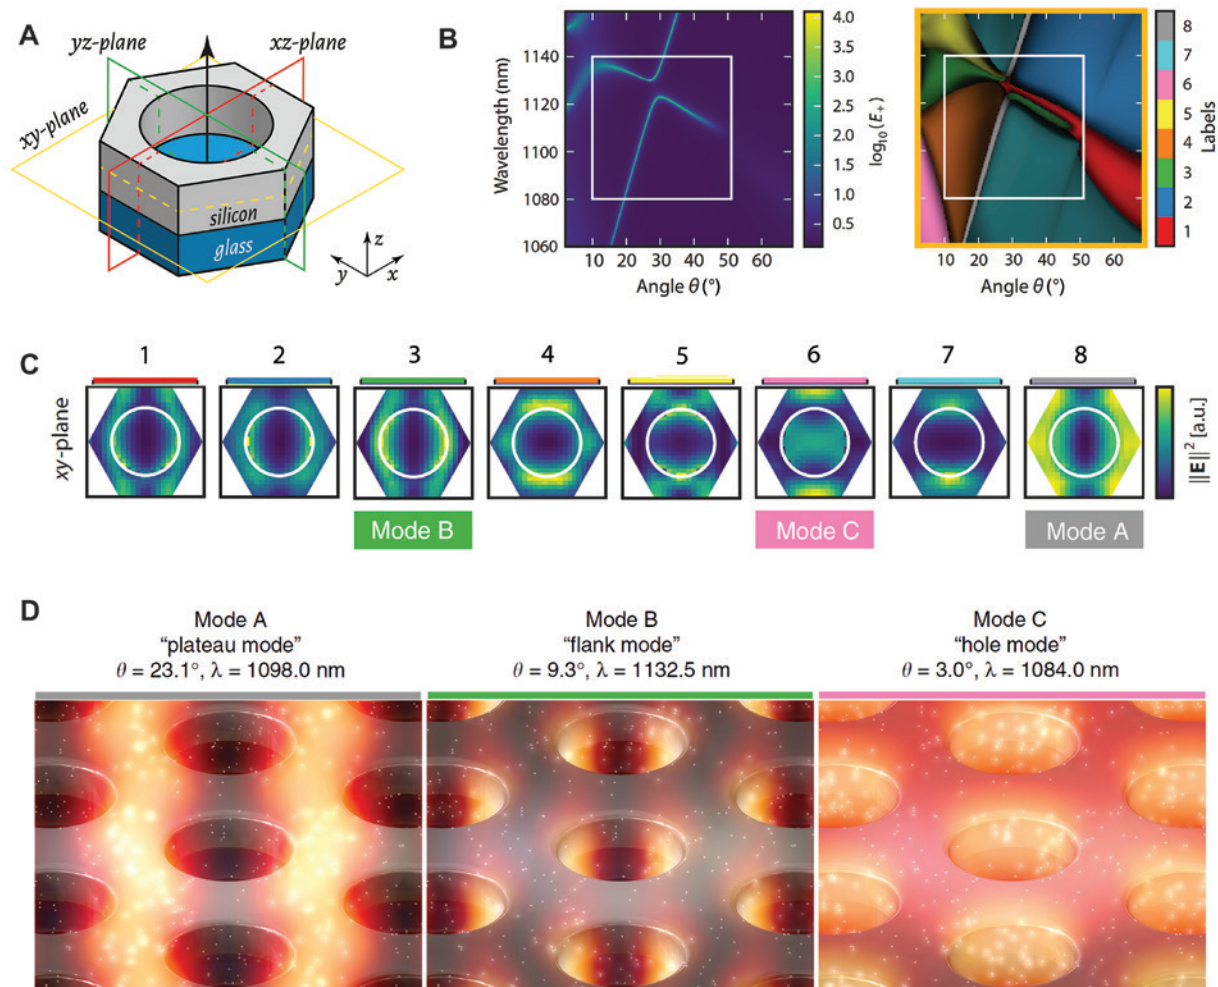 A
yz-plane
xz-plane
xy-plane
silicon
glass
z
y
x
B
Wavelength (nm)
1140
1120
1100
1080
1060
10 20 30 40 50 60
Angle θ (°)
4.0
3.5
3.0
2.5
2.0
1.5
1.0
0.5
log₁₀(E₊)
10 20 30 40 50 60
Angle θ (°)
8
7
6
5
4
3
2
1
Labels
C
1 2 3 4 5 6 7 8
xy-plane
||E||² [a.u.]
Mode B
Mode C
Mode A
D
Mode A
“plateau mode”
θ = 23.1°, λ = 1098.0 nm
Mode B
“flank mode”
θ = 9.3°, λ = 1132.5 nm
Mode C
“hole mode”
θ = 3.0°, λ = 1084.0 nm